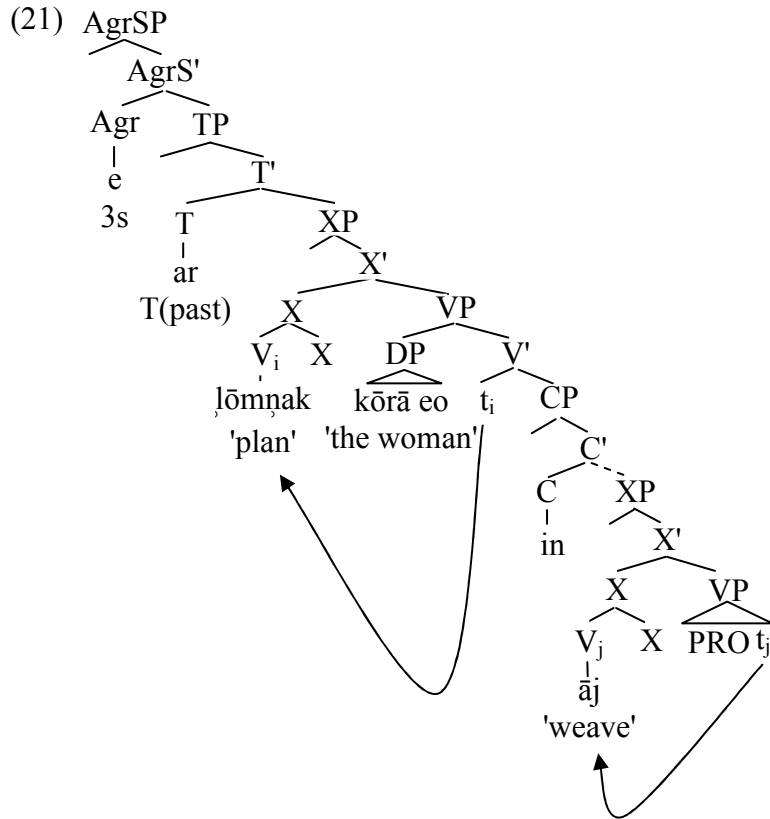 (21) AgrSP
AgrS'
Agr TP
e T'
3s
T XP
ar X'
T(past)
X VP
Vi X DP V'
ļōmņak kōrā eo ti CP
'plan' 'the woman'
C'
C XP
in X'
X VP
Vj X PRO tj
āj
'weave'